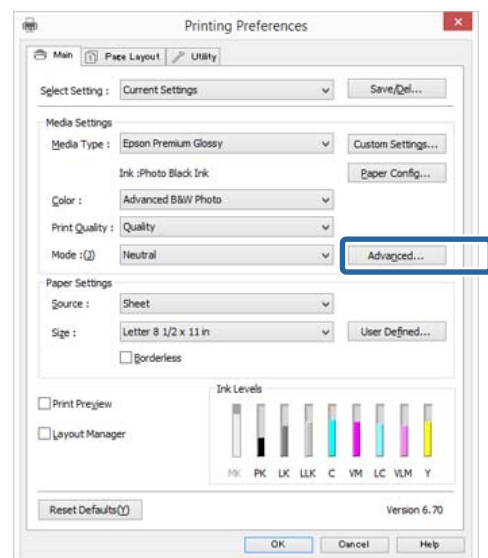 Printing Preferences
Main Page Layout Utility
Select Setting : Current Settings Save/Del...
Media Settings
Media Type : Epson Premium Glossy Custom Settings...
Ink :Photo Black Ink Paper Config...
Color : Advanced B&W Photo
Print Quality : Quality
Mode :(J) Neutral Advanced...
Paper Settings
Source : Sheet
Size : Letter 8 1/2 x 11 in User Defined...
Borderless
Ink Levels
Print Preview
Layout Manager
MK PK LK LLK C VM LC VLM Y
Reset Defaults(Y) Version 6.70
OK Cancel Help